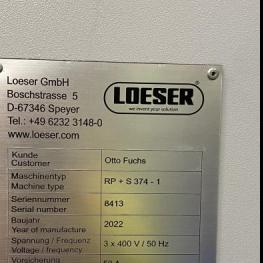 Loeser GmbH
Boschstrasse 5
D-67346 Speyer
Tel.: +49 6232 3148-0
www.loeser.com
LOESER®
we invent your solution
Kunde
Customer
Otto Fuchs
Maschinentyp
Machine type
RP + S 374 - 1
Seriennummer
Serial number
8413
Baujahr
Year of manufacture
2022
Spannung / Frequenz
Voltage / frequency
3 x 400 V / 50 Hz
Vorsicherung